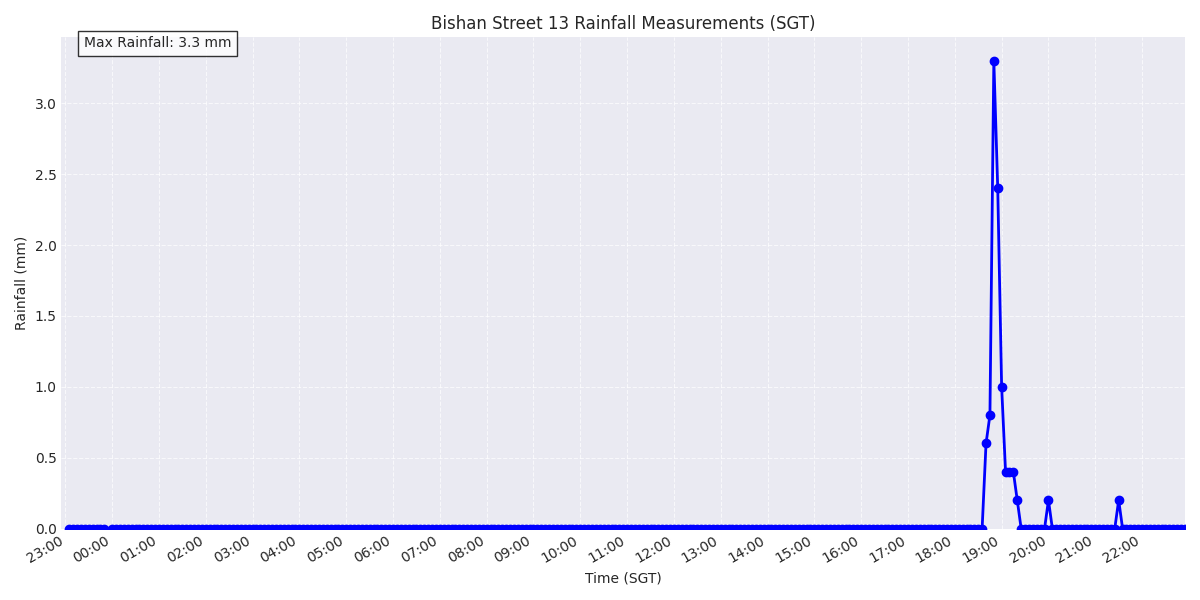 Bishan Street 13 Rainfall Measurements (SGT)
Max Rainfall: 3.3 mm
Rainfall (mm)
3.0
2.5
2.0
1.5
1.0
0.5
0.0
23:00 00:00 01:00 02:00 03:00 04:00 05:00 06:00 07:00 08:00 09:00 10:00 11:00 12:00 13:00 14:00 15:00 16:00 17:00 18:00 19:00 20:00 21:00 22:00
Time (SGT)